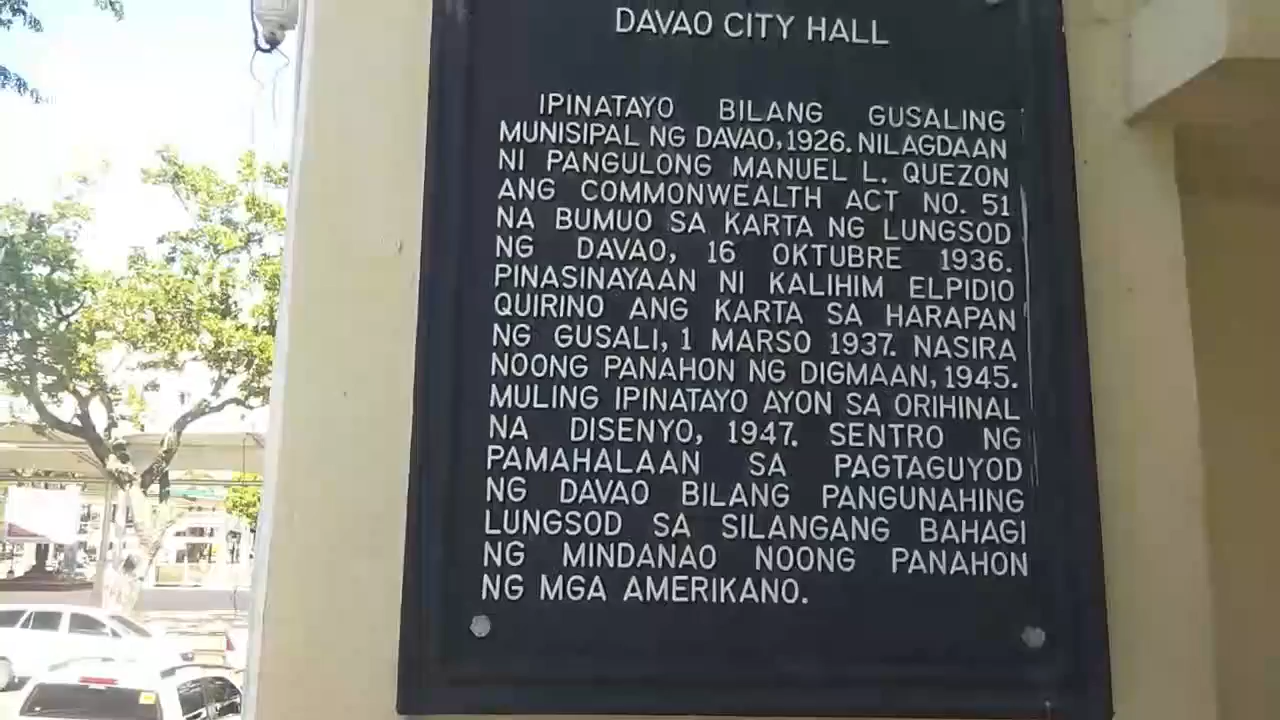 DAVAO CITY HALL
IPINATAYO BILANG GUSALING
MUNISIPAL NG DAVAO, 1926. NILAGDAAN
NI PANGULONG MANUEL L. QUEZON
ANG COMMONWEALTH ACT NO. 51
NA BUMUO SA KARTA NG LUNGSOD
NG DAVAO, 16 OKTUBRE 1936.
PINASINAYAAN NI KALIHIM ELPIDIO
QUIRINO ANG KARTA SA HARAPAN
NG GUSALI, 1 MARSO 1937. NASIRA
NOONG PANAHON NG DIGMAAN, 1945.
MULING IPINATAYO AYON SA ORIHINAL
NA DISENYO, 1947. SENTRO NG
PAMAHALAAN SA PAGTAGUYOD
NG DAVAO BILANG PANGUNAHING
LUNGSOD SA SILANGANG BAHAGI
NG MINDANAO NOONG PANAHON
NG MGA AMERIKANO.